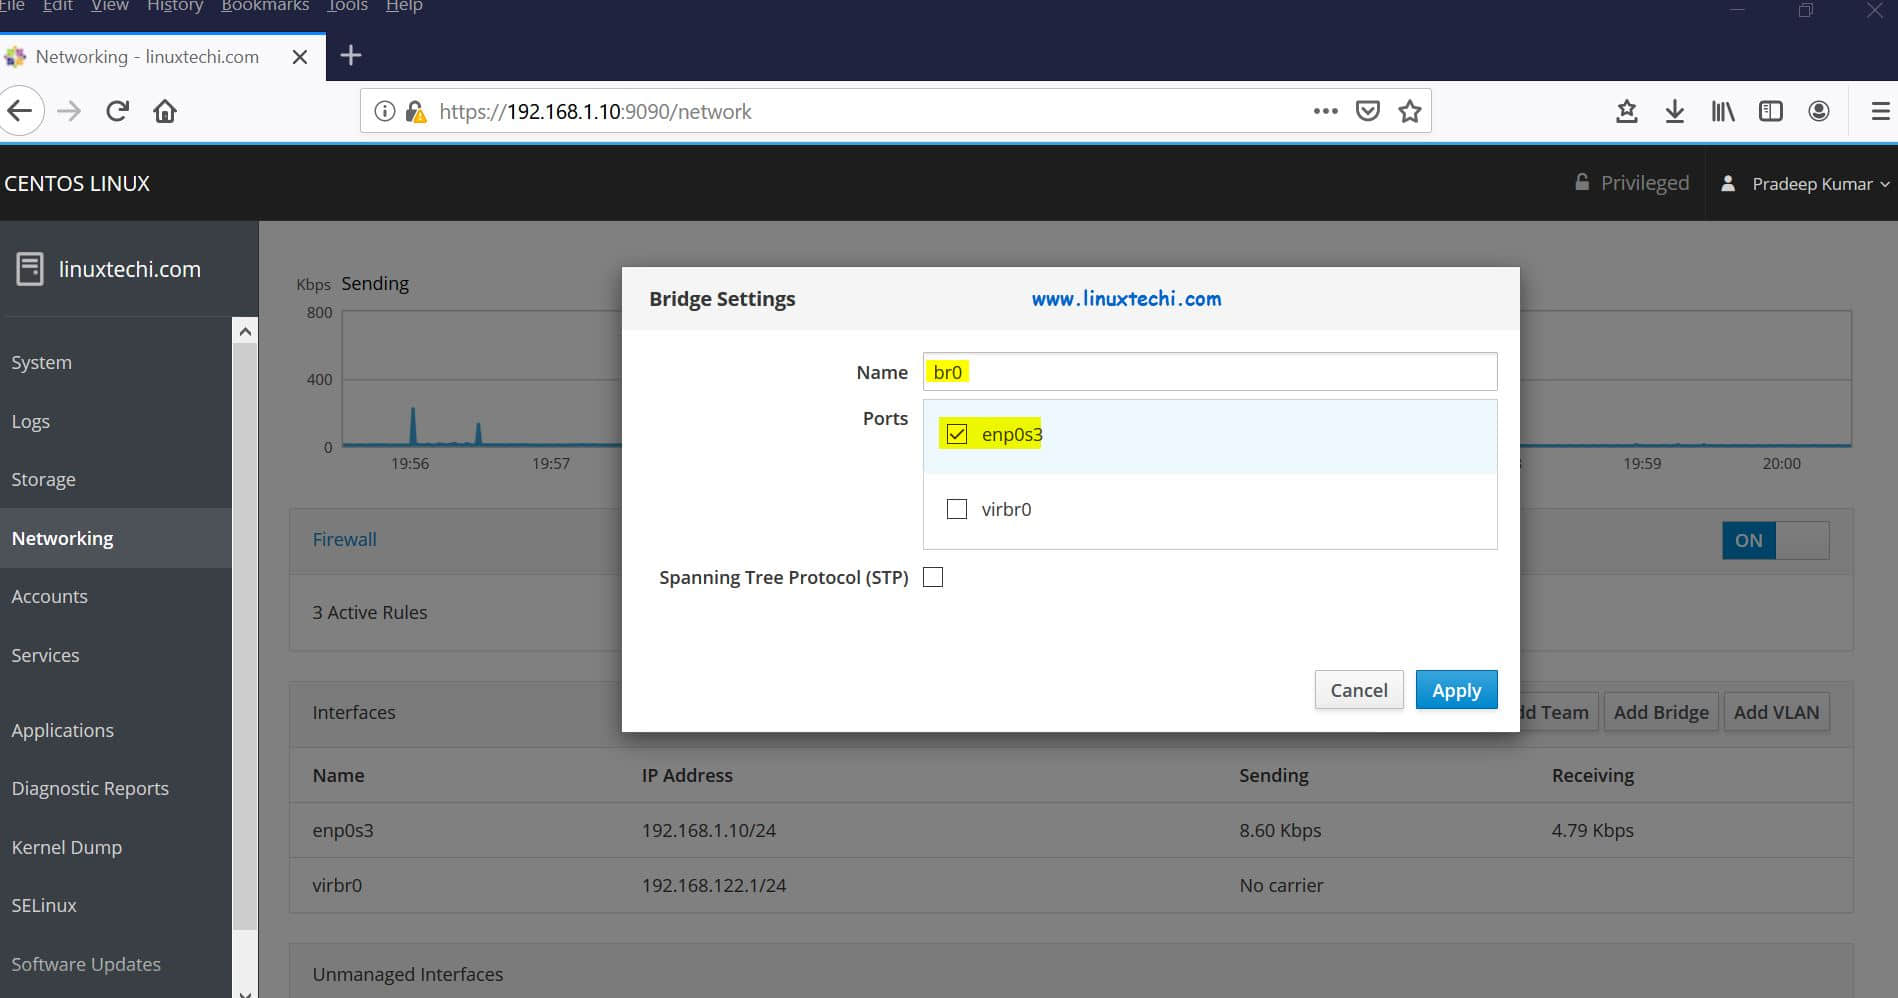 File Edit View History Bookmarks Tools Help
Networking - linuxtechi.com
https://192.168.1.10:9090/network
CENTOS LINUX
Privileged
Pradeep Kumar
linuxtechi.com
System
Logs
Storage
Networking
Accounts
Services
Applications
Diagnostic Reports
Kernel Dump
SELinux
Software Updates
Kbps Sending
800
400
0
19:56 19:57 19:59 20:00
Bridge Settings www.linuxtechi.com
Name br0
Ports enp0s3
virbr0
Spanning Tree Protocol (STP)
Cancel Apply
Firewall ON
3 Active Rules
Interfaces dd Team Add Bridge Add VLAN
Name IP Address Sending Receiving
enp0s3 192.168.1.10/24 8.60 Kbps 4.79 Kbps
virbr0 192.168.122.1/24 No carrier
Unmanaged Interfaces